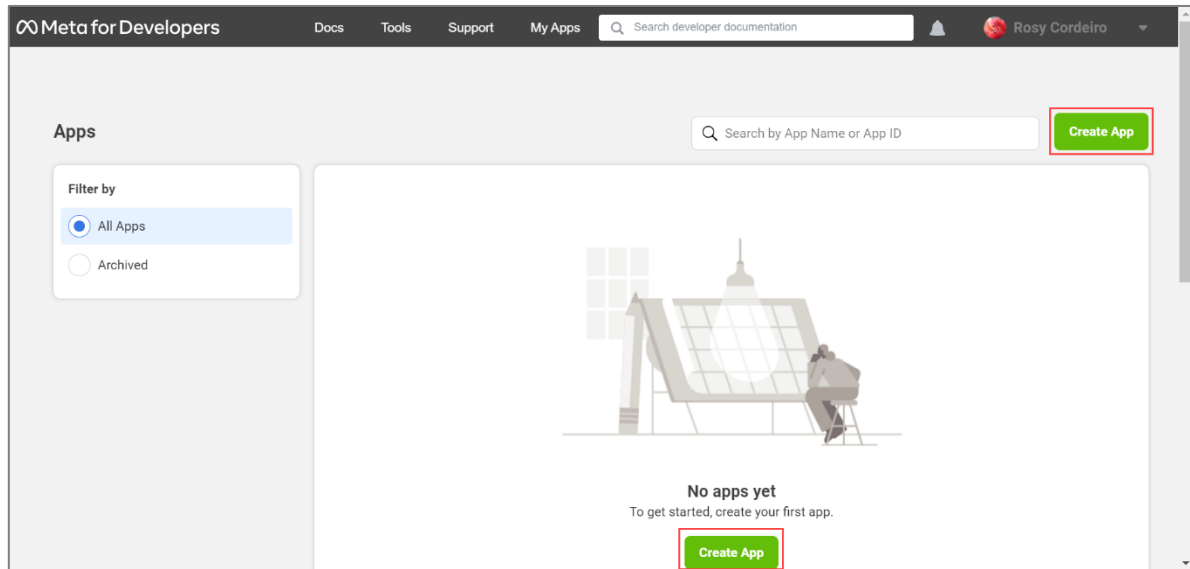 Meta for Developers Docs Tools Support My Apps Search developer documentation Rosy Cordeiro
Apps Search by App Name or App ID Create App
Filter by
All Apps
Archived
No apps yet
To get started, create your first app.
Create App